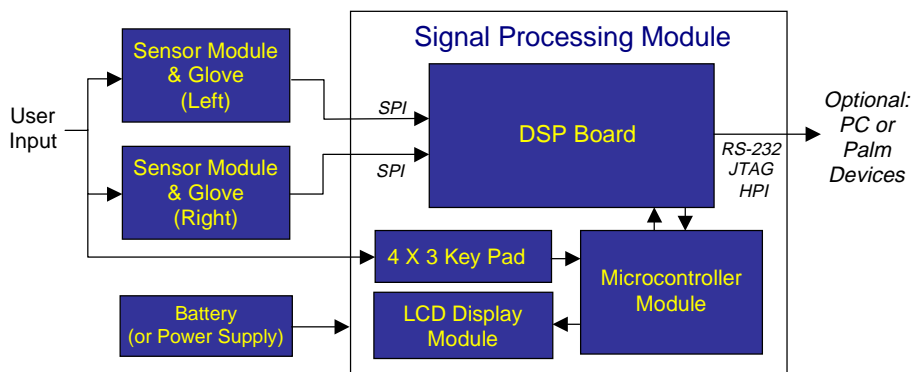 Signal Processing Module
Sensor Module
& Glove
(Left)
User
Input
Sensor Module
& Glove
(Right)
SPI
SPI
DSP Board
RS-232
JTAG
HPI
Optional:
PC or
Palm
Devices
4 X 3 Key Pad
Microcontroller
Module
Battery
(or Power Supply)
LCD Display
Module